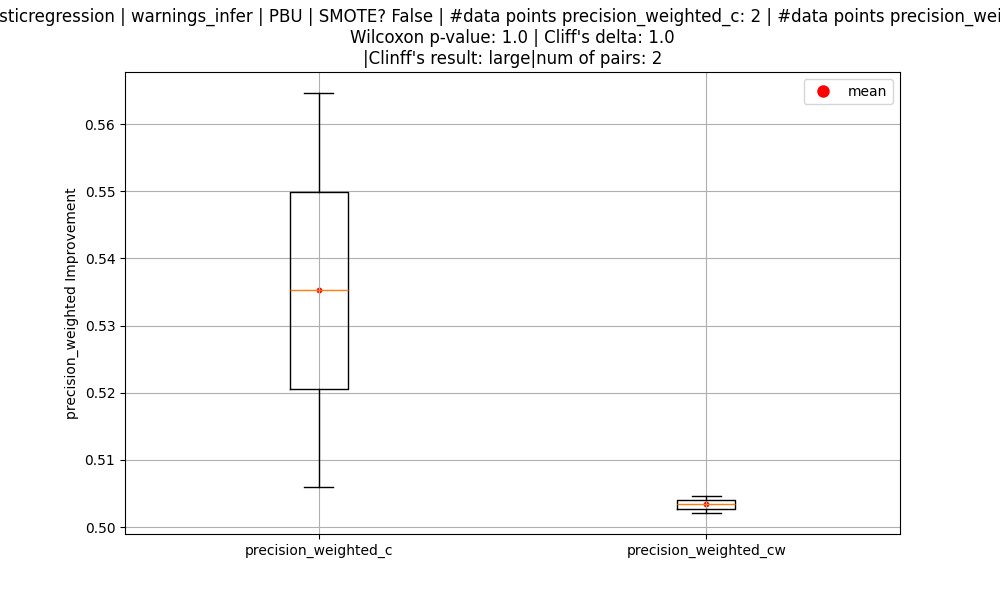 sticregression | warnings_infer | PBU | SMOTE? False | #data points precision_weighted_c: 2 | #data points precision_wei
Wilcoxon p-value: 1.0 | Cliff's delta: 1.0
|Clinff's result: large|num of pairs: 2
mean
0.56
0.55
0.54
0.53
0.52
0.51
0.50
precision_weighted Improvement
precision_weighted_c
precision_weighted_cw